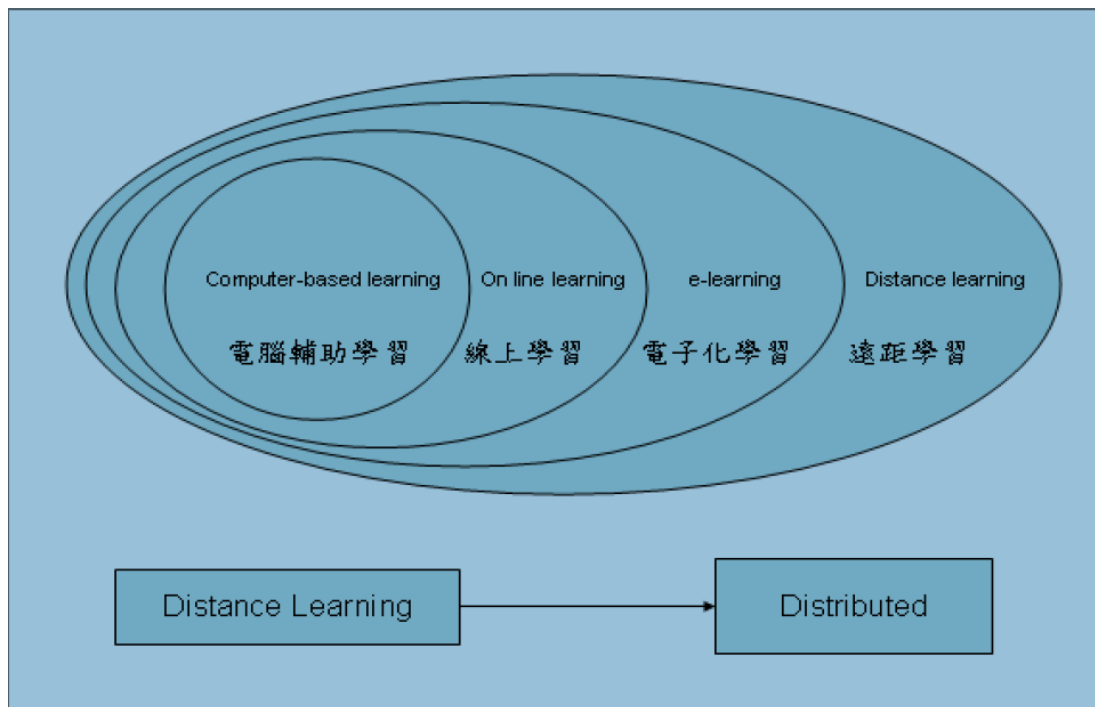 Computer-based learning On line learning e-learning Distance learning
電腦輔助學習 線上學習 電子化學習 遠距學習
Distance Learning Distributed